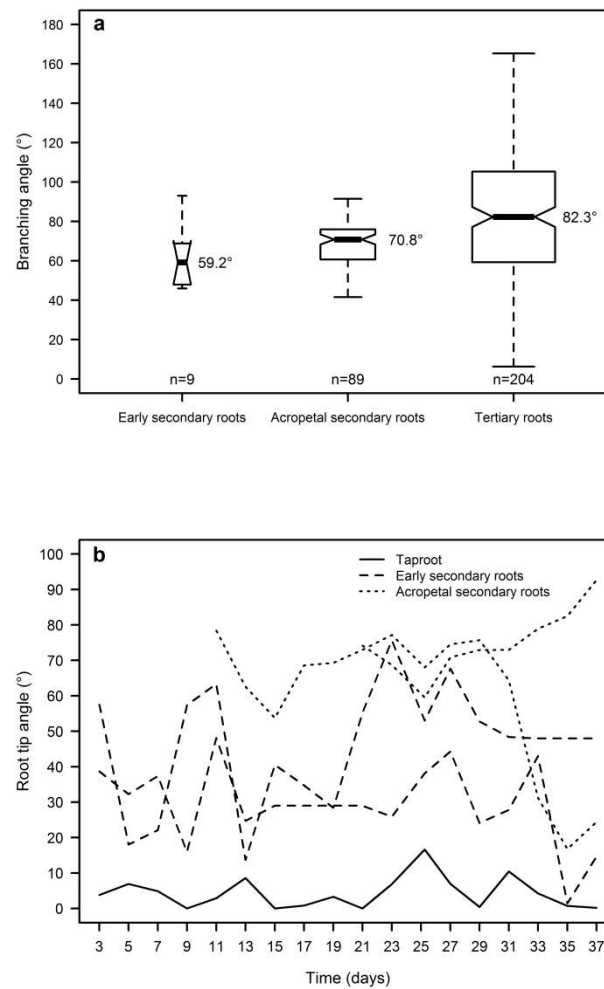 a
Branching angle (°)
180
160
140
120
100
80
60
40
20
0
59.2°
70.8°
82.3°
n=9 n=89 n=204
Early secondary roots Acropetal secondary roots Tertiary roots
b
Root tip angle (°)
100
90
80
70
60
50
40
30
20
10
0
Taproot
Early secondary roots
Acropetal secondary roots
3 5 7 9 11 13 15 17 19 21 23 25 27 29 31 33 35 37
Time (days)